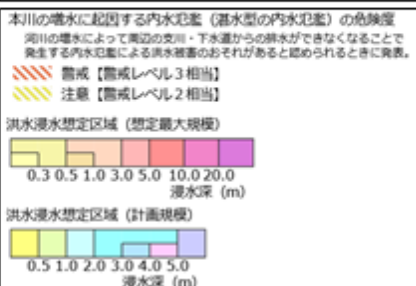 本川の増水に起因する内水氾濫（湛水型の内水氾濫）の危険度
河川の増水によって周辺の支川・下水道からの排水ができなくなることで
発生する内水氾濫による浸水被害のおそれがあると認められるときに発表。
警戒【警戒レベル3相当】
注意【警戒レベル2相当】
洪水浸水想定区域（想定最大規模）
0.3 0.5 1.0 3.0 5.0 10.0 20.0
浸水深（m）
洪水浸水想定区域（計画規模）
0.5 1.0 2.0 3.0 4.0 5.0
浸水深（m）